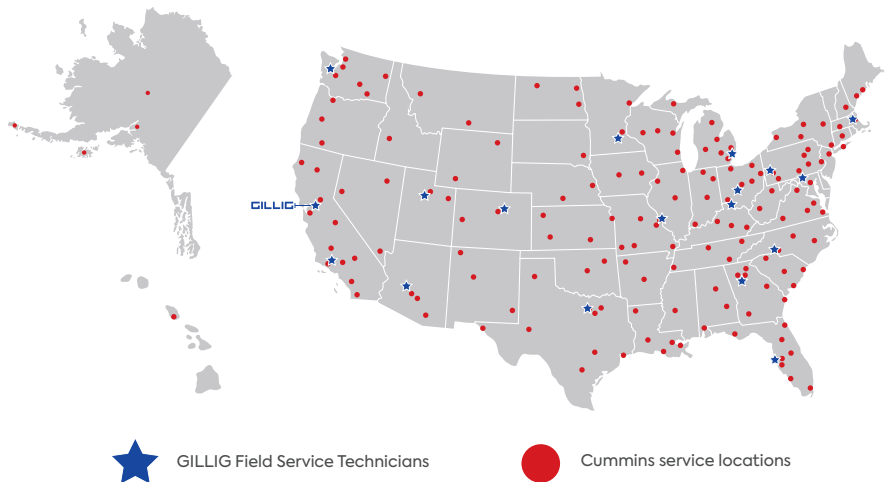 GILLIG
GILLIG Field Service Technicians
Cummins service locations